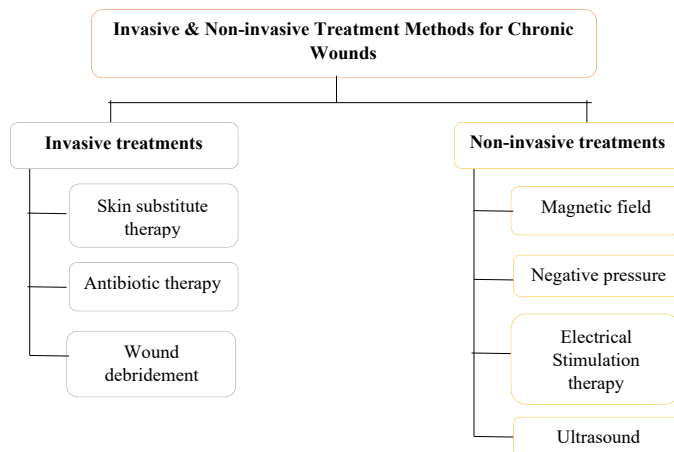 Invasive & Non-invasive Treatment Methods for Chronic
Wounds
Invasive treatments
Skin substitute
therapy
Antibiotic therapy
Wound
debridement
Non-invasive treatments
Magnetic field
Negative pressure
Electrical
Stimulation
therapy
Ultrasound